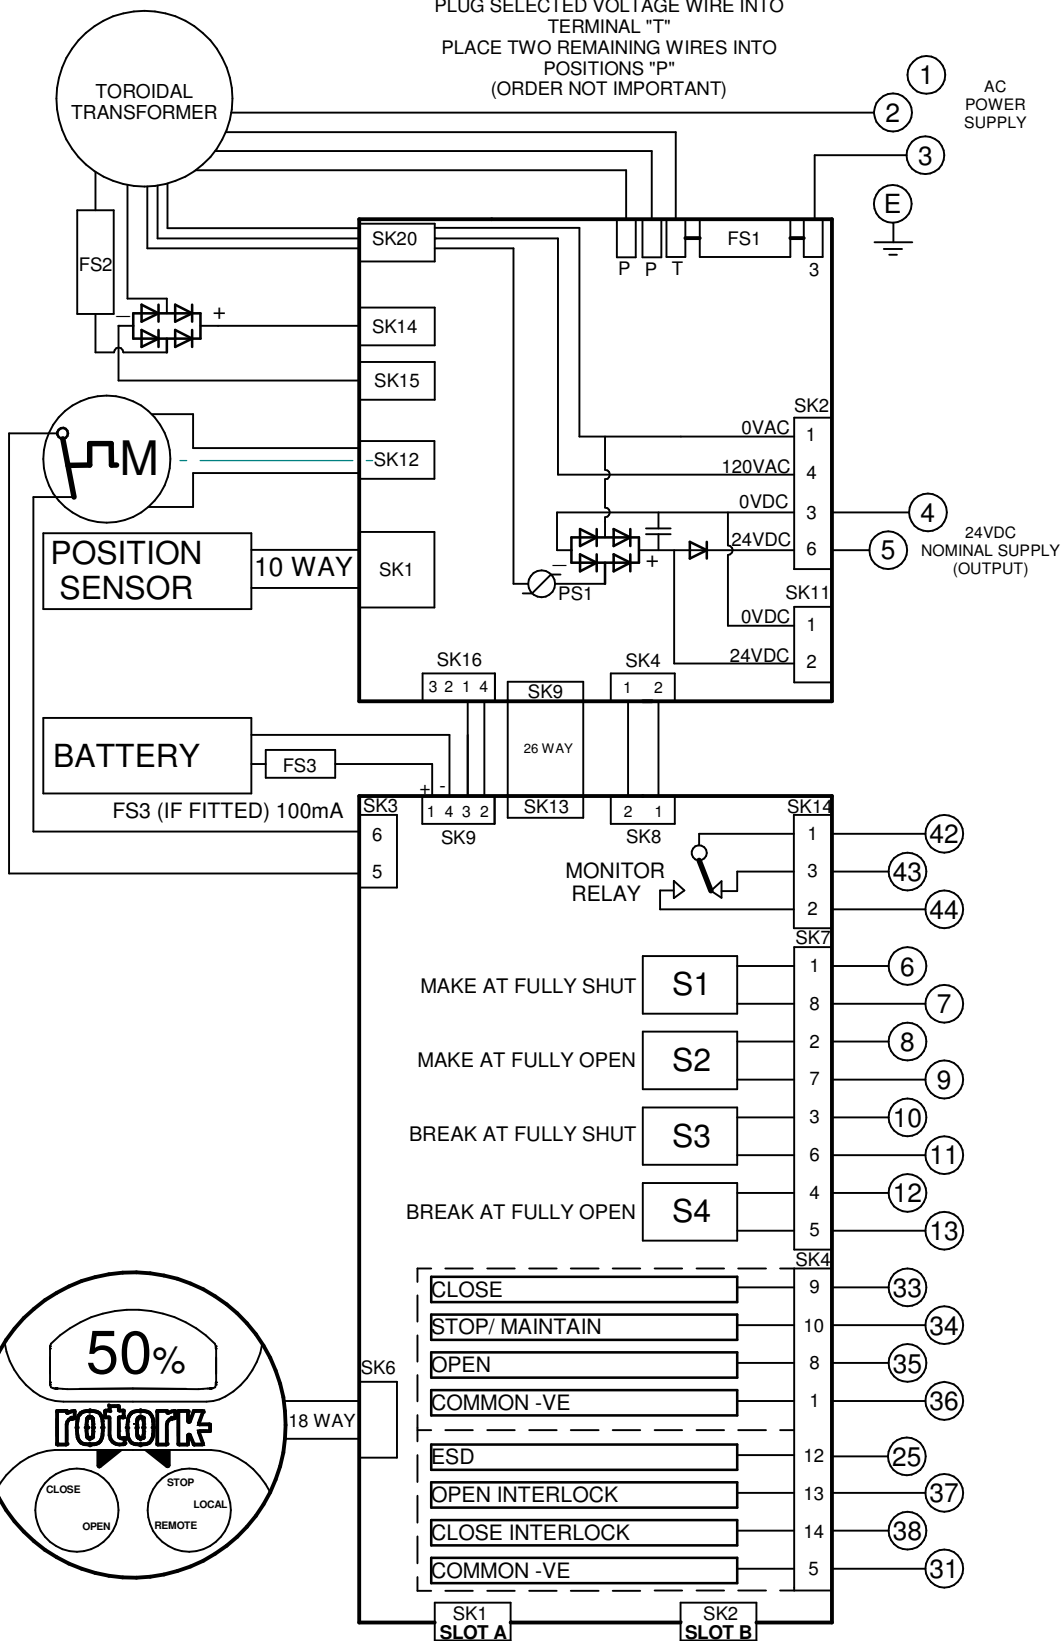 PLUG SELECTED VOLTAGE WIRE INTO
TERMINAL "T"
PLACE TWO REMAINING WIRES INTO
POSITIONS "P"
(ORDER NOT IMPORTANT)
TOROIDAL
TRANSFORMER
1
2
3
E
AC
POWER
SUPPLY
FS2
SK20
P P T
FS1
3
– +
SK14
SK15
M
SK12
SK2
0VAC 1
120VAC 4
0VDC 3
24VDC 6
4
5
24VDC
NOMINAL SUPPLY
(OUTPUT)
POSITION
SENSOR
10 WAY
SK1
– +
PS1
SK11
0VDC 1
24VDC 2
SK16
3 2 1 4
SK9
SK4
1 2
26 WAY
BATTERY
FS3
+ -
FS3 (IF FITTED) 100mA
SK3
6
5
1 4 3 2
SK9
SK13
2 1
SK8
SK14
MONITOR
RELAY
1 42
3 43
2 44
SK7
MAKE AT FULLY SHUT S1
1 6
8 7
MAKE AT FULLY OPEN S2
2 8
7 9
BREAK AT FULLY SHUT S3
3 10
6 11
BREAK AT FULLY OPEN S4
4 12
5 13
SK4
CLOSE 9 33
STOP/ MAINTAIN 10 34
OPEN 8 35
COMMON -VE 1 36
ESD 12 25
OPEN INTERLOCK 13 37
CLOSE INTERLOCK 14 38
COMMON -VE 5 31
50%
rotork
CLOSE
OPEN
STOP
LOCAL
REMOTE
18 WAY
SK6
SK1
SLOT A
SK2
SLOT B